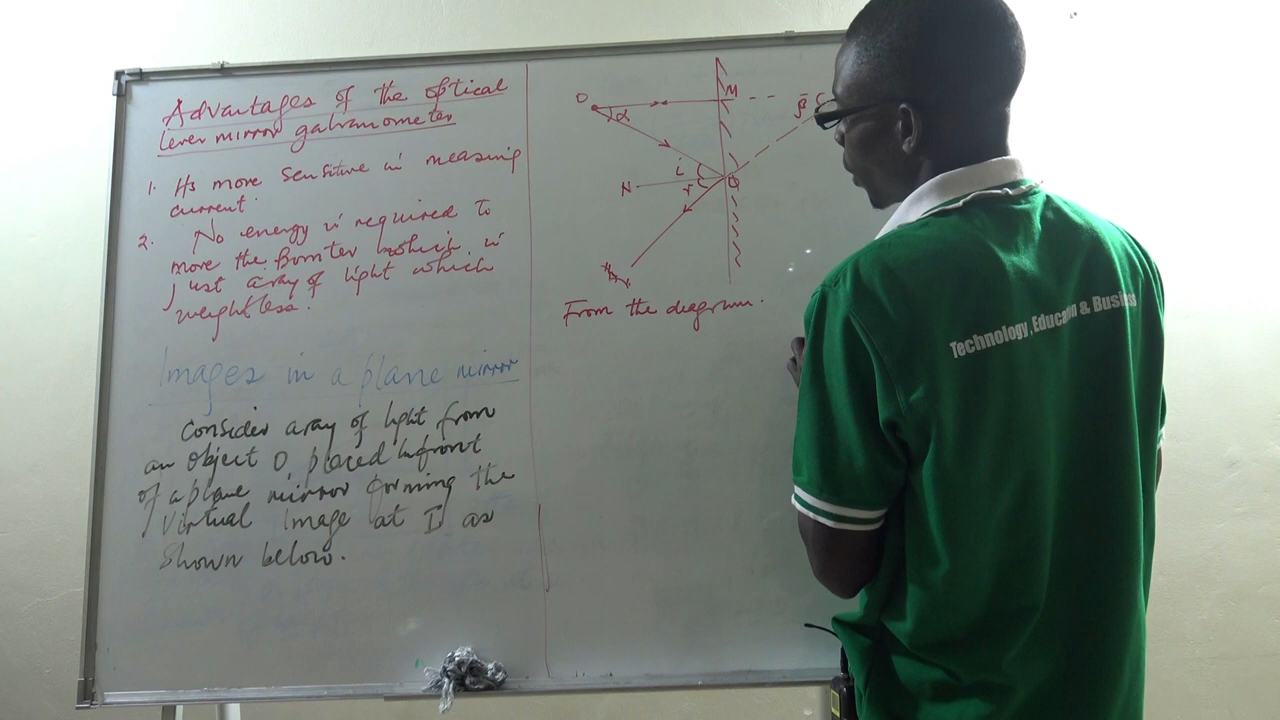 Advantages of the optical
lever mirror galvanometer
1. Its more sensitive in measing
current.
2. No energy is required to
move the Pointer which is
just aray of light which
weightless.
Images in a plane mirror
Consider aray of light from
an object O placed infront
of a plane mirror forming the
Virtual Image at I as
Shown below.
O
α
M
β
i
N
r
Q
From the diagram.
Technology, Education & Business